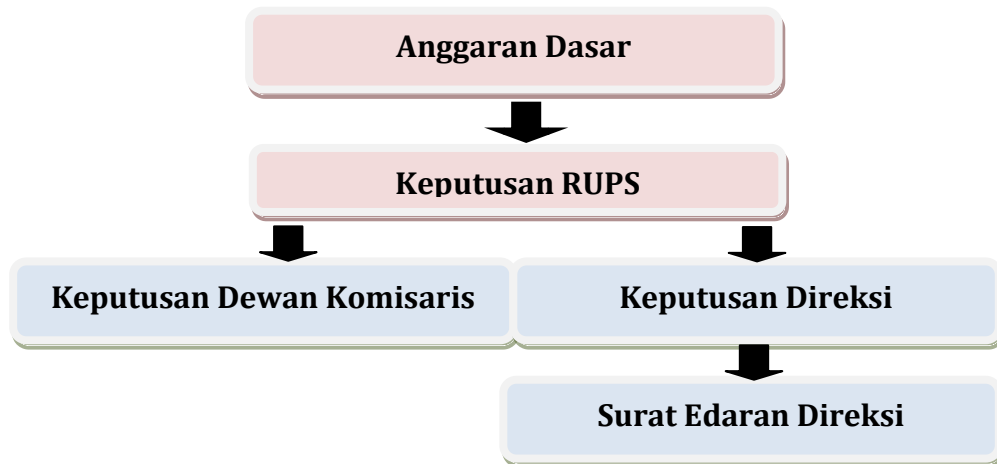 Anggaran Dasar
Keputusan RUPS
Keputusan Dewan Komisaris
Keputusan Direksi
Surat Edaran Direksi